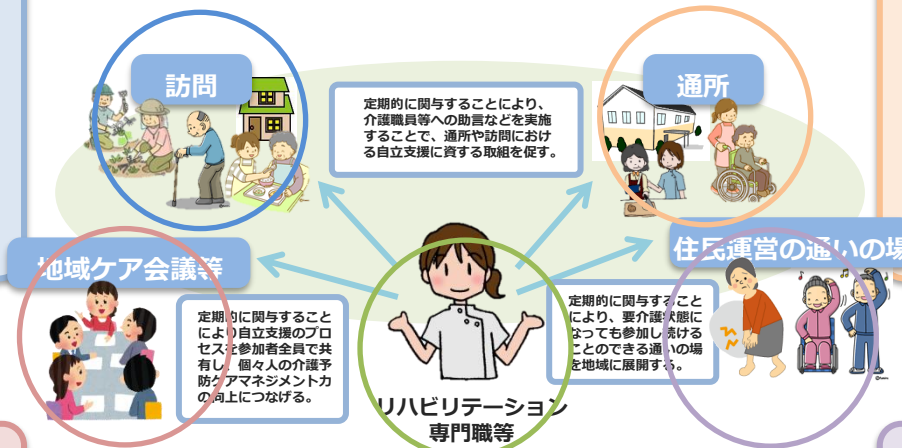 訪問
通所
定期的に関与することにより、
介護職員等への助言などを実施
することで、通所や訪問におけ
る自立支援に資する取組を促す。
地域ケア会議等
住民運営の通いの場
定期的に関与すること
により自立支援のプロ
セスを参加者全員で共
有し、個々人の介護予
防ケアマネジメント力
の向上につなげる。
定期的に関与すること
により、要介護状態に
なっても参加し続ける
ことのできる通いの場
を地域に展開する。
リハビリテーション
専門職等